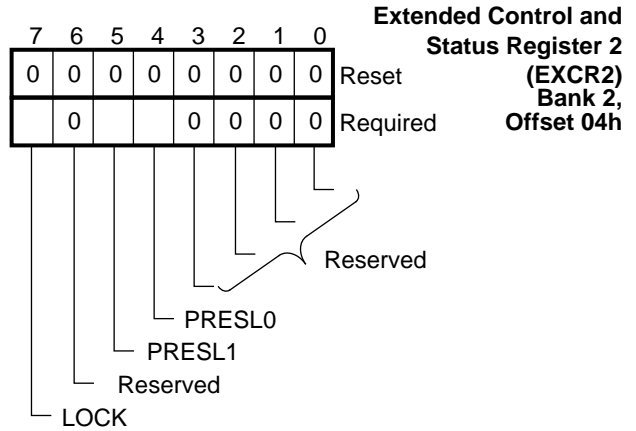 Extended Control and
Status Register 2
(EXCR2)
Bank 2,
Offset 04h
7 6 5 4 3 2 1 0
0 0 0 0 0 0 0 0 Reset
0 0 0 0 0 Required
Reserved
PRESL0
PRESL1
Reserved
LOCK